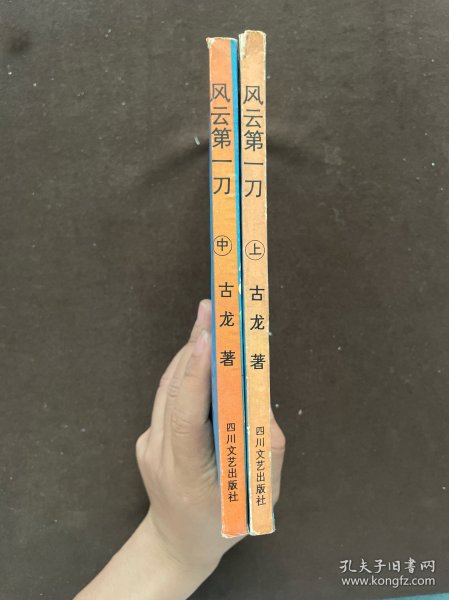 风云第一刀
中
古龙著
四川文艺出版社
风云第一刀
上
古龙著
四川文艺出版社
孔夫子旧书网
www.kongfz.com